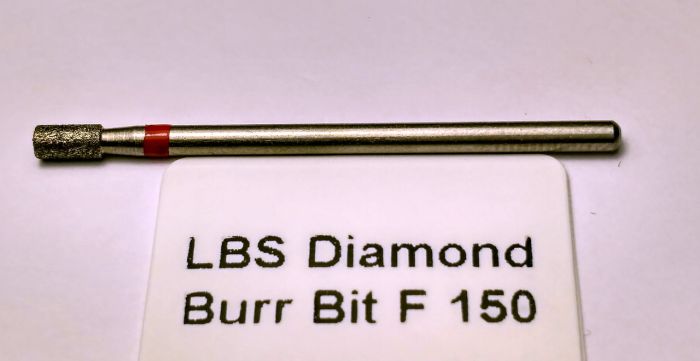 LBS Diamond
Burr Bit F 150